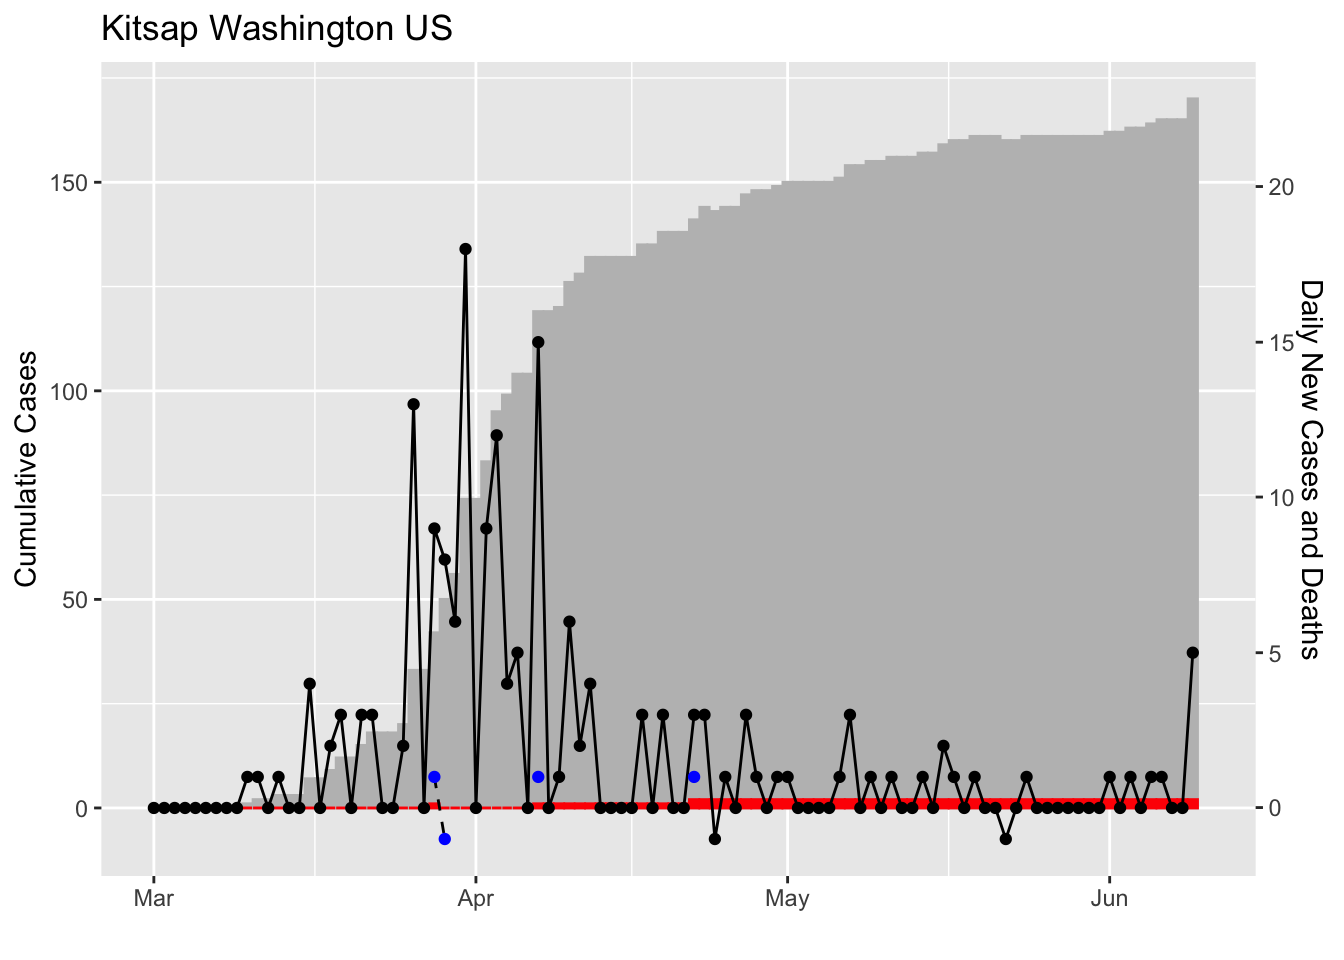 Kitsap Washington US
Cumulative Cases
150
100
50
0
20
15
10
5
0
Daily New Cases and Deaths
Mar
Apr
May
Jun